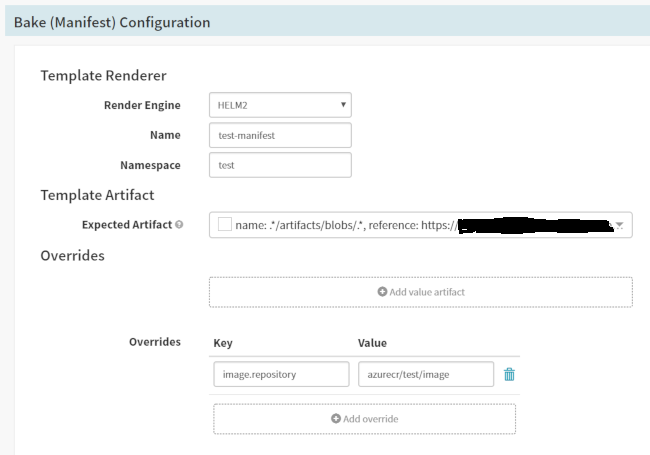 Bake (Manifest) Configuration
Template Renderer
Render Engine HELM2
Name test-manifest
Namespace test
Template Artifact
Expected Artifact name: .*/artifacts/blobs/.*, reference: https://
Overrides
Add value artifact
Overrides Key Value
image.repository azurecr/test/image
Add override